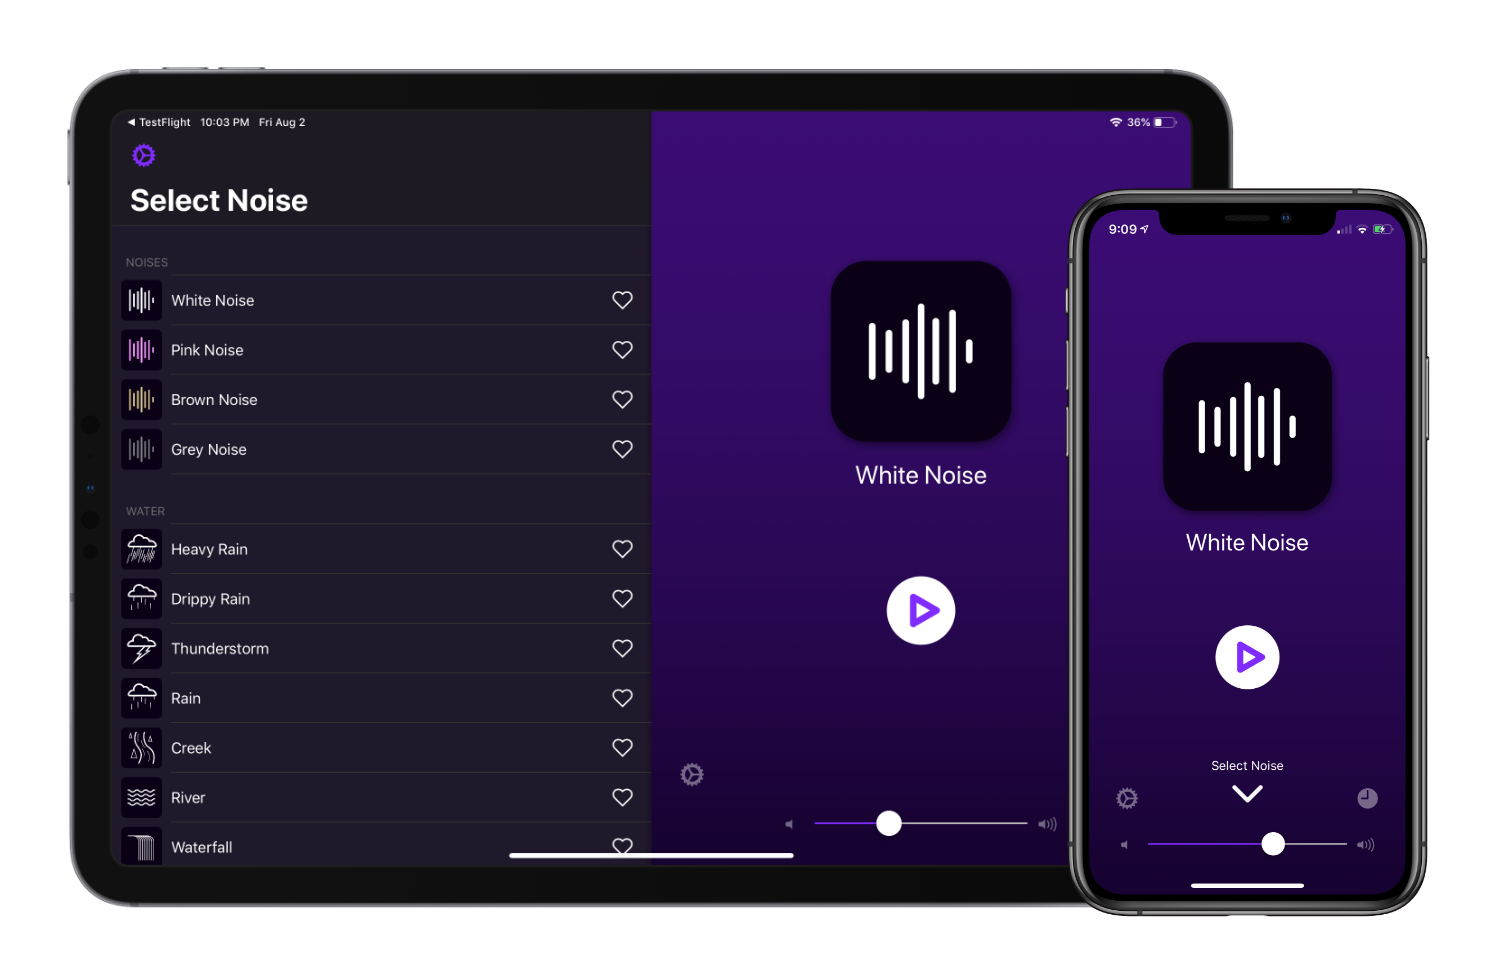 ◀ TestFlight 10:03 PM Fri Aug 2
36%
Select Noise
NOISES
White Noise
Pink Noise
Brown Noise
Grey Noise
WATER
Heavy Rain
Drippy Rain
Thunderstorm
Rain
Creek
River
Waterfall
White Noise
9:09
White Noise
Select Noise